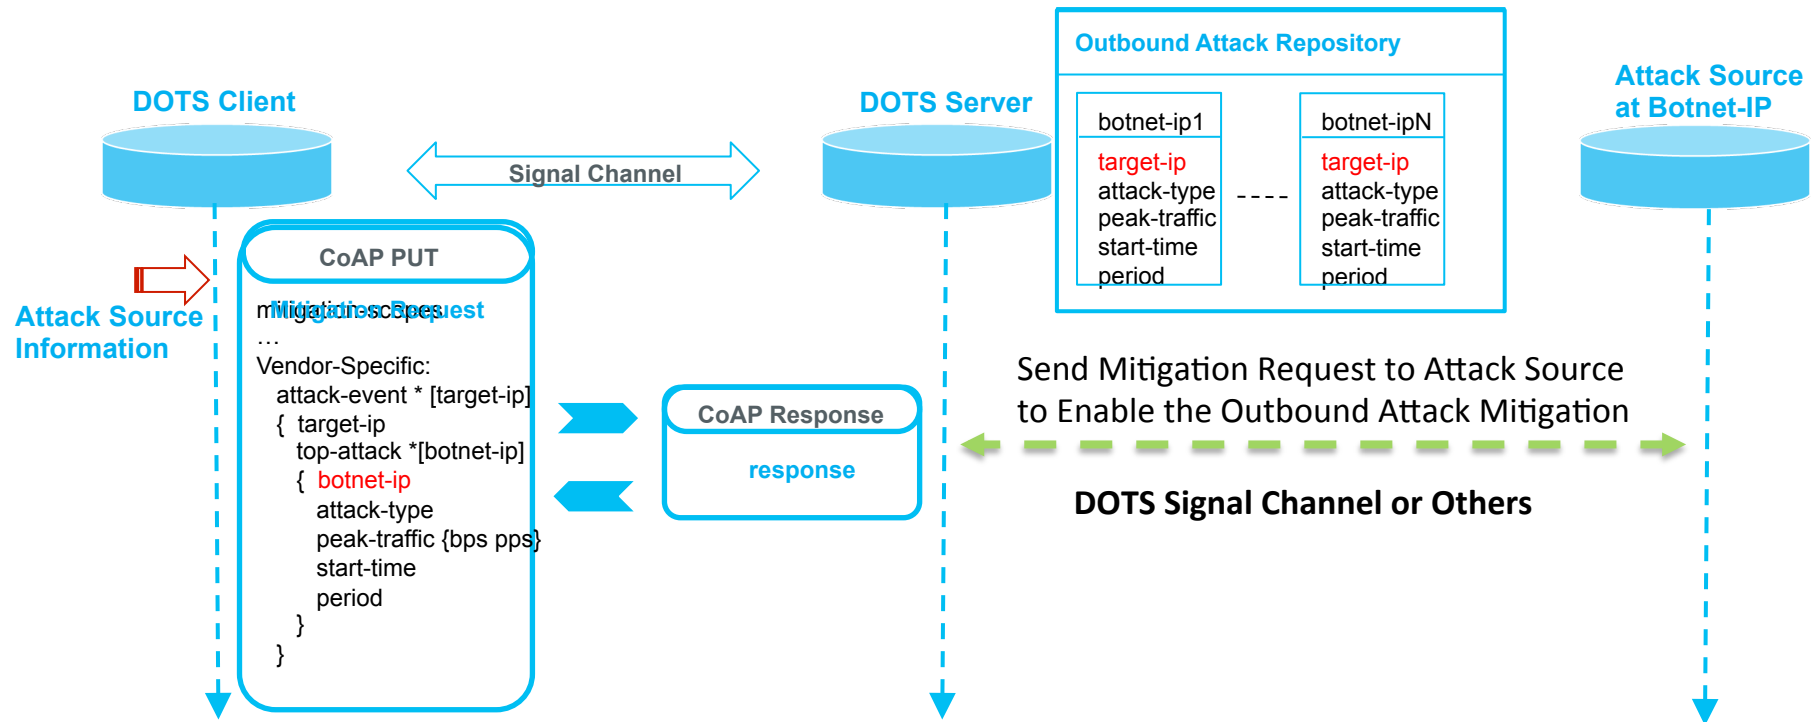 Outbound Attack Repository
DOTS Client
DOTS Server
Attack Source
at Botnet-IP
botnet-ip1
target-ip
attack-type
peak-traffic
start-time
period
----
botnet-ipN
target-ip
attack-type
peak-traffic
start-time
period
Signal Channel
Attack Source
Information
CoAP PUT
Mitigation Request
mitigation-scopes
…
Vendor-Specific:
attack-event * [target-ip]
{ target-ip
top-attack *[botnet-ip]
{ botnet-ip
attack-type
peak-traffic {bps pps}
start-time
period
}
}
CoAP Response
response
Send Mitigation Request to Attack Source
to Enable the Outbound Attack Mitigation
DOTS Signal Channel or Others